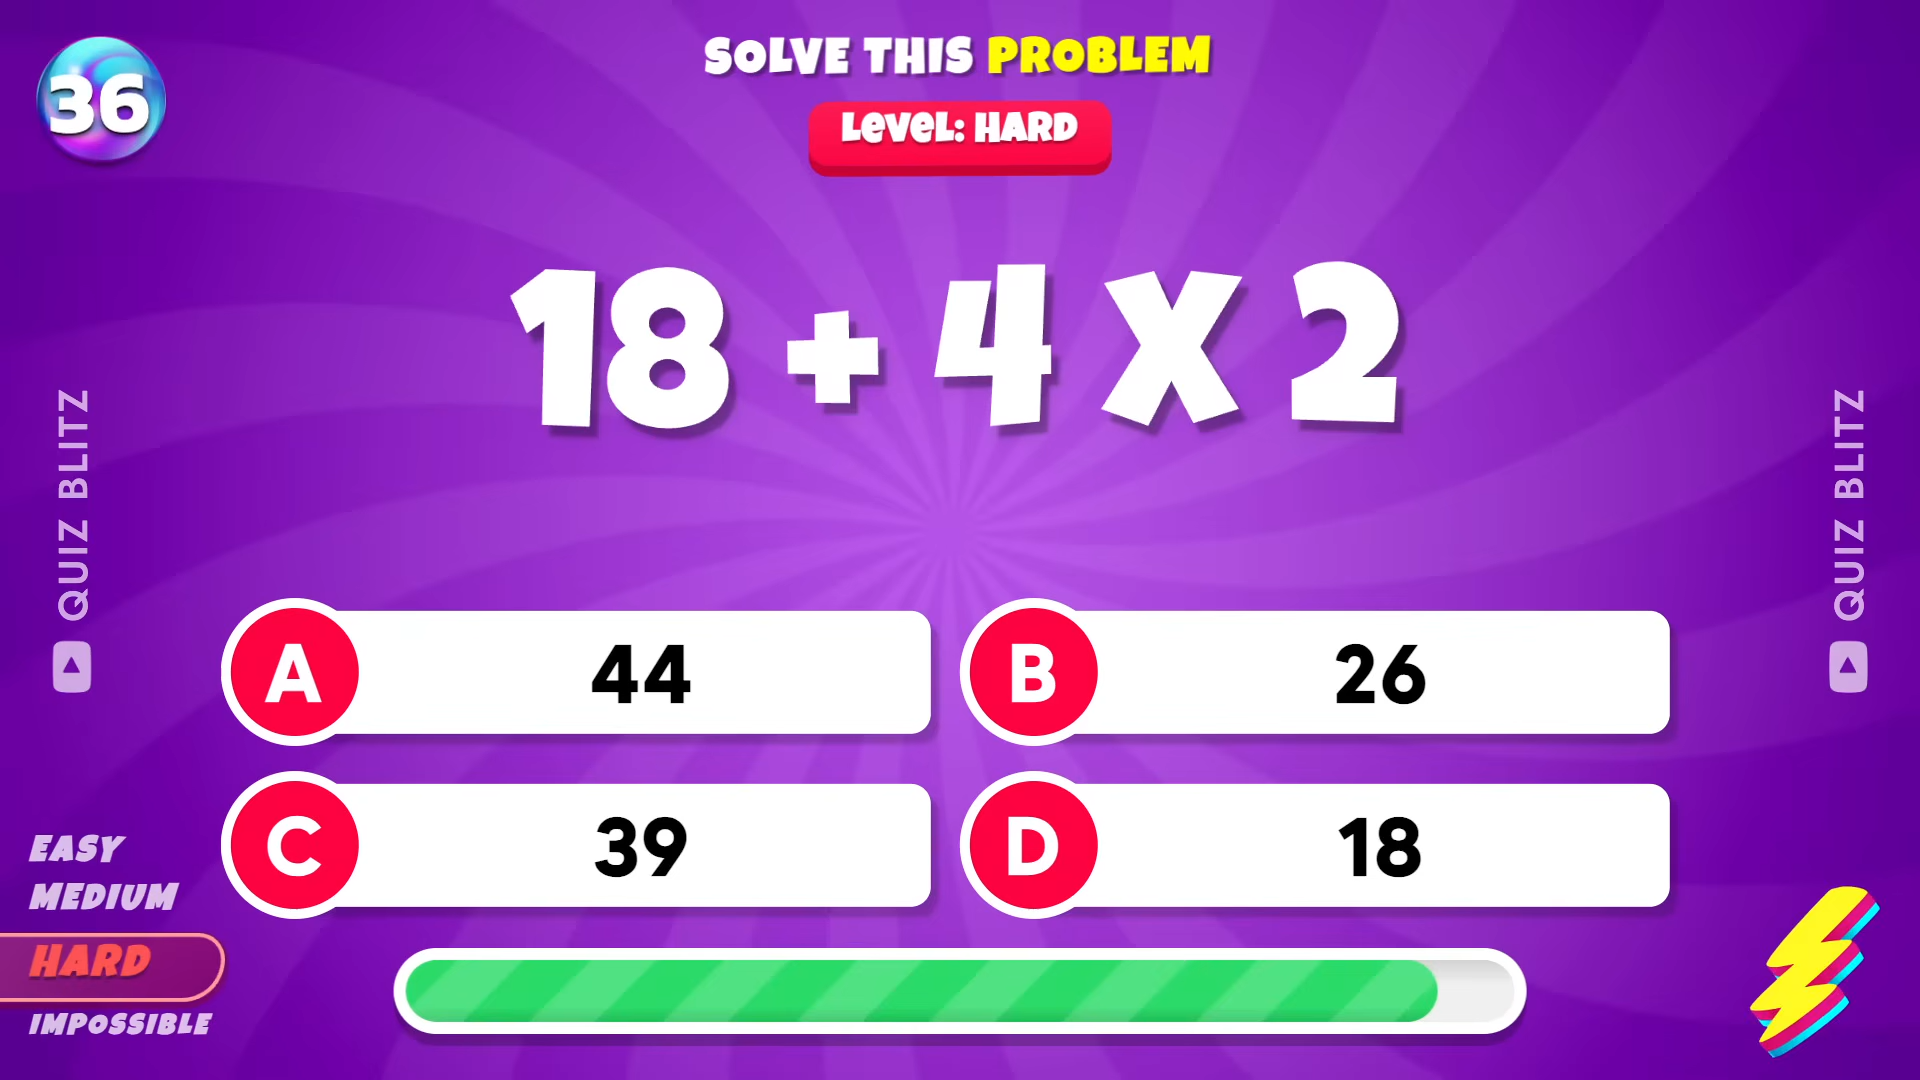 36
SOLVE THIS PROBLEM
LEVEL: HARD
18 + 4 X 2
QUIZ BLITZ
QUIZ BLITZ
A 44
B 26
C 39
D 18
EASY
MEDIUM
HARD
IMPOSSIBLE